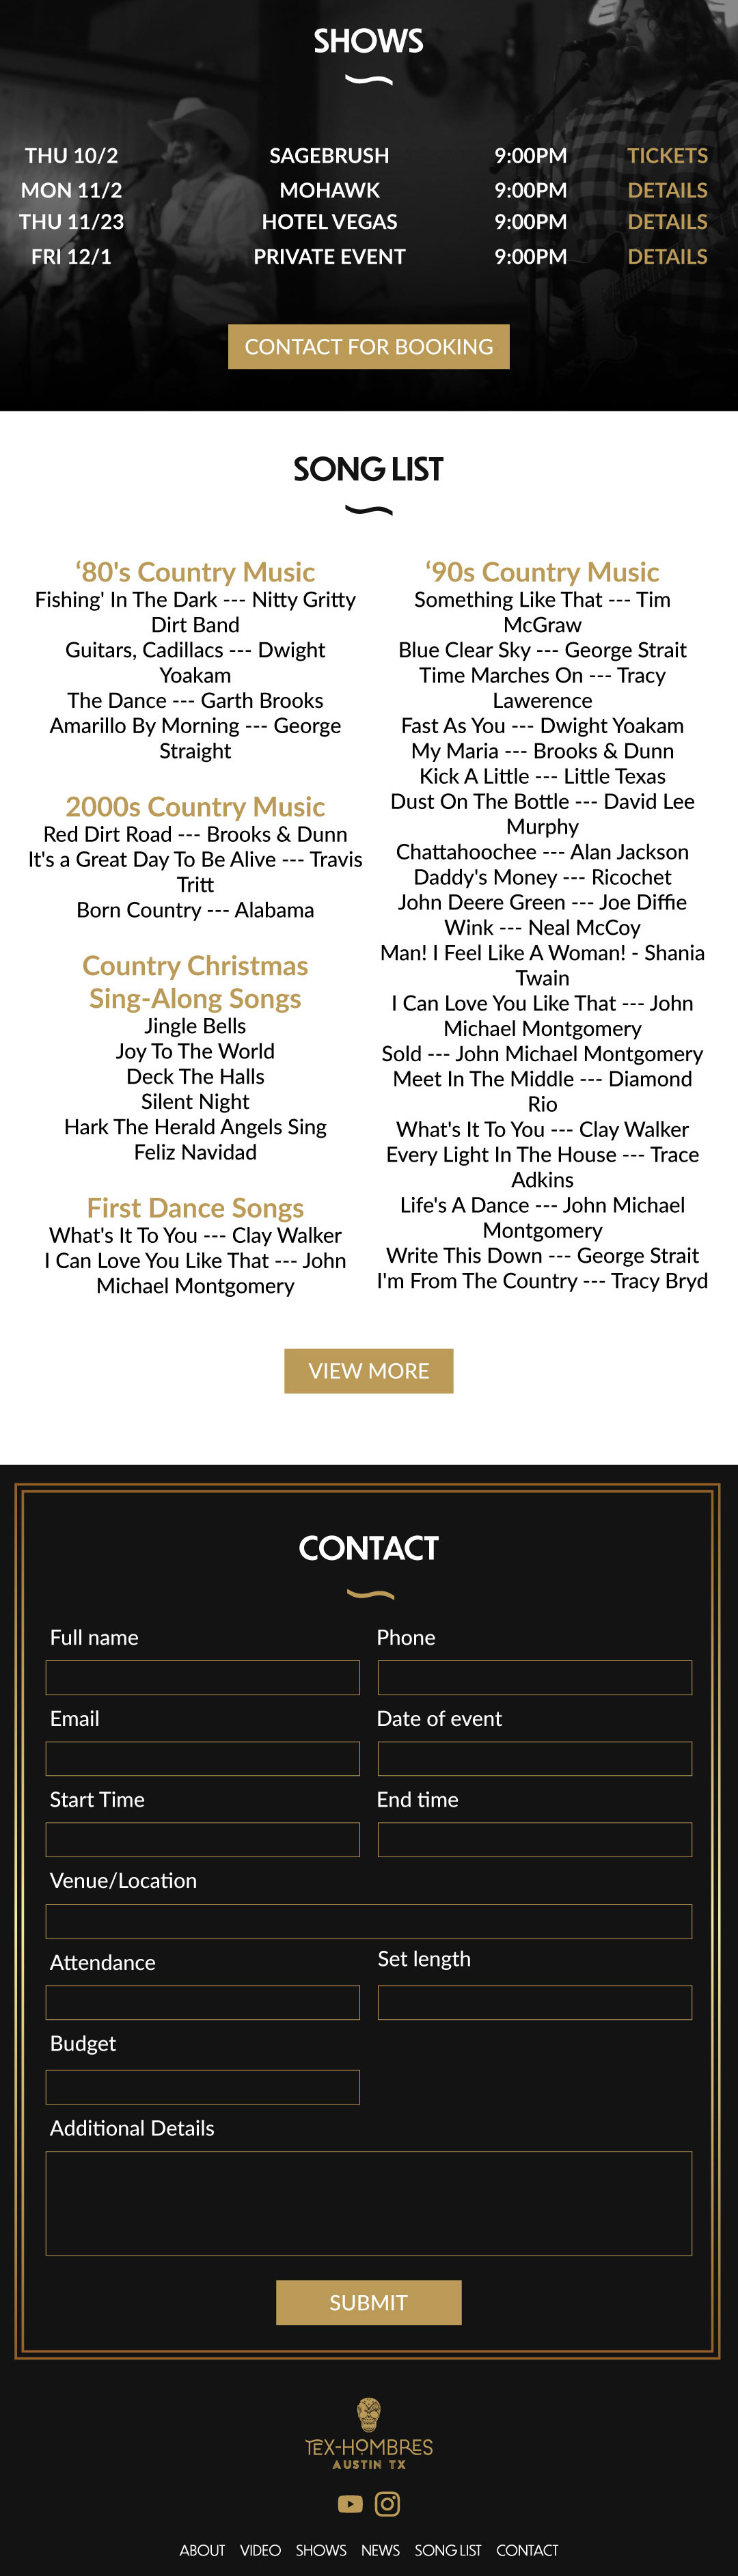 SHOWS
THU 10/2 SAGEBRUSH 9:00PM TICKETS
MON 11/2 MOHAWK 9:00PM DETAILS
THU 11/23 HOTEL VEGAS 9:00PM DETAILS
FRI 12/1 PRIVATE EVENT 9:00PM DETAILS
CONTACT FOR BOOKING
SONG LIST
‘80's Country Music
Fishing' In The Dark --- Nitty Gritty
Dirt Band
Guitars, Cadillacs --- Dwight
Yoakam
The Dance --- Garth Brooks
Amarillo By Morning --- George
Straight
2000s Country Music
Red Dirt Road --- Brooks & Dunn
It's a Great Day To Be Alive --- Travis
Tritt
Born Country --- Alabama
Country Christmas
Sing-Along Songs
Jingle Bells
Joy To The World
Deck The Halls
Silent Night
Hark The Herald Angels Sing
Feliz Navidad
First Dance Songs
What's It To You --- Clay Walker
I Can Love You Like That --- John
Michael Montgomery
‘90s Country Music
Something Like That --- Tim
McGraw
Blue Clear Sky --- George Strait
Time Marches On --- Tracy
Lawerence
Fast As You --- Dwight Yoakam
My Maria --- Brooks & Dunn
Kick A Little --- Little Texas
Dust On The Bottle --- David Lee
Murphy
Chattahoochee --- Alan Jackson
Daddy's Money --- Ricochet
John Deere Green --- Joe Diffie
Wink --- Neal McCoy
Man! I Feel Like A Woman! - Shania
Twain
I Can Love You Like That --- John
Michael Montgomery
Sold --- John Michael Montgomery
Meet In The Middle --- Diamond
Rio
What's It To You --- Clay Walker
Every Light In The House --- Trace
Adkins
Life's A Dance --- John Michael
Montgomery
Write This Down --- George Strait
I'm From The Country --- Tracy Bryd
VIEW MORE
CONTACT
Full name Phone
Email Date of event
Start Time End time
Venue/Location
Attendance Set length
Budget
Additional Details
SUBMIT
TEX-HOMBRES
AUSTIN TX
ABOUT VIDEO SHOWS NEWS SONG LIST CONTACT